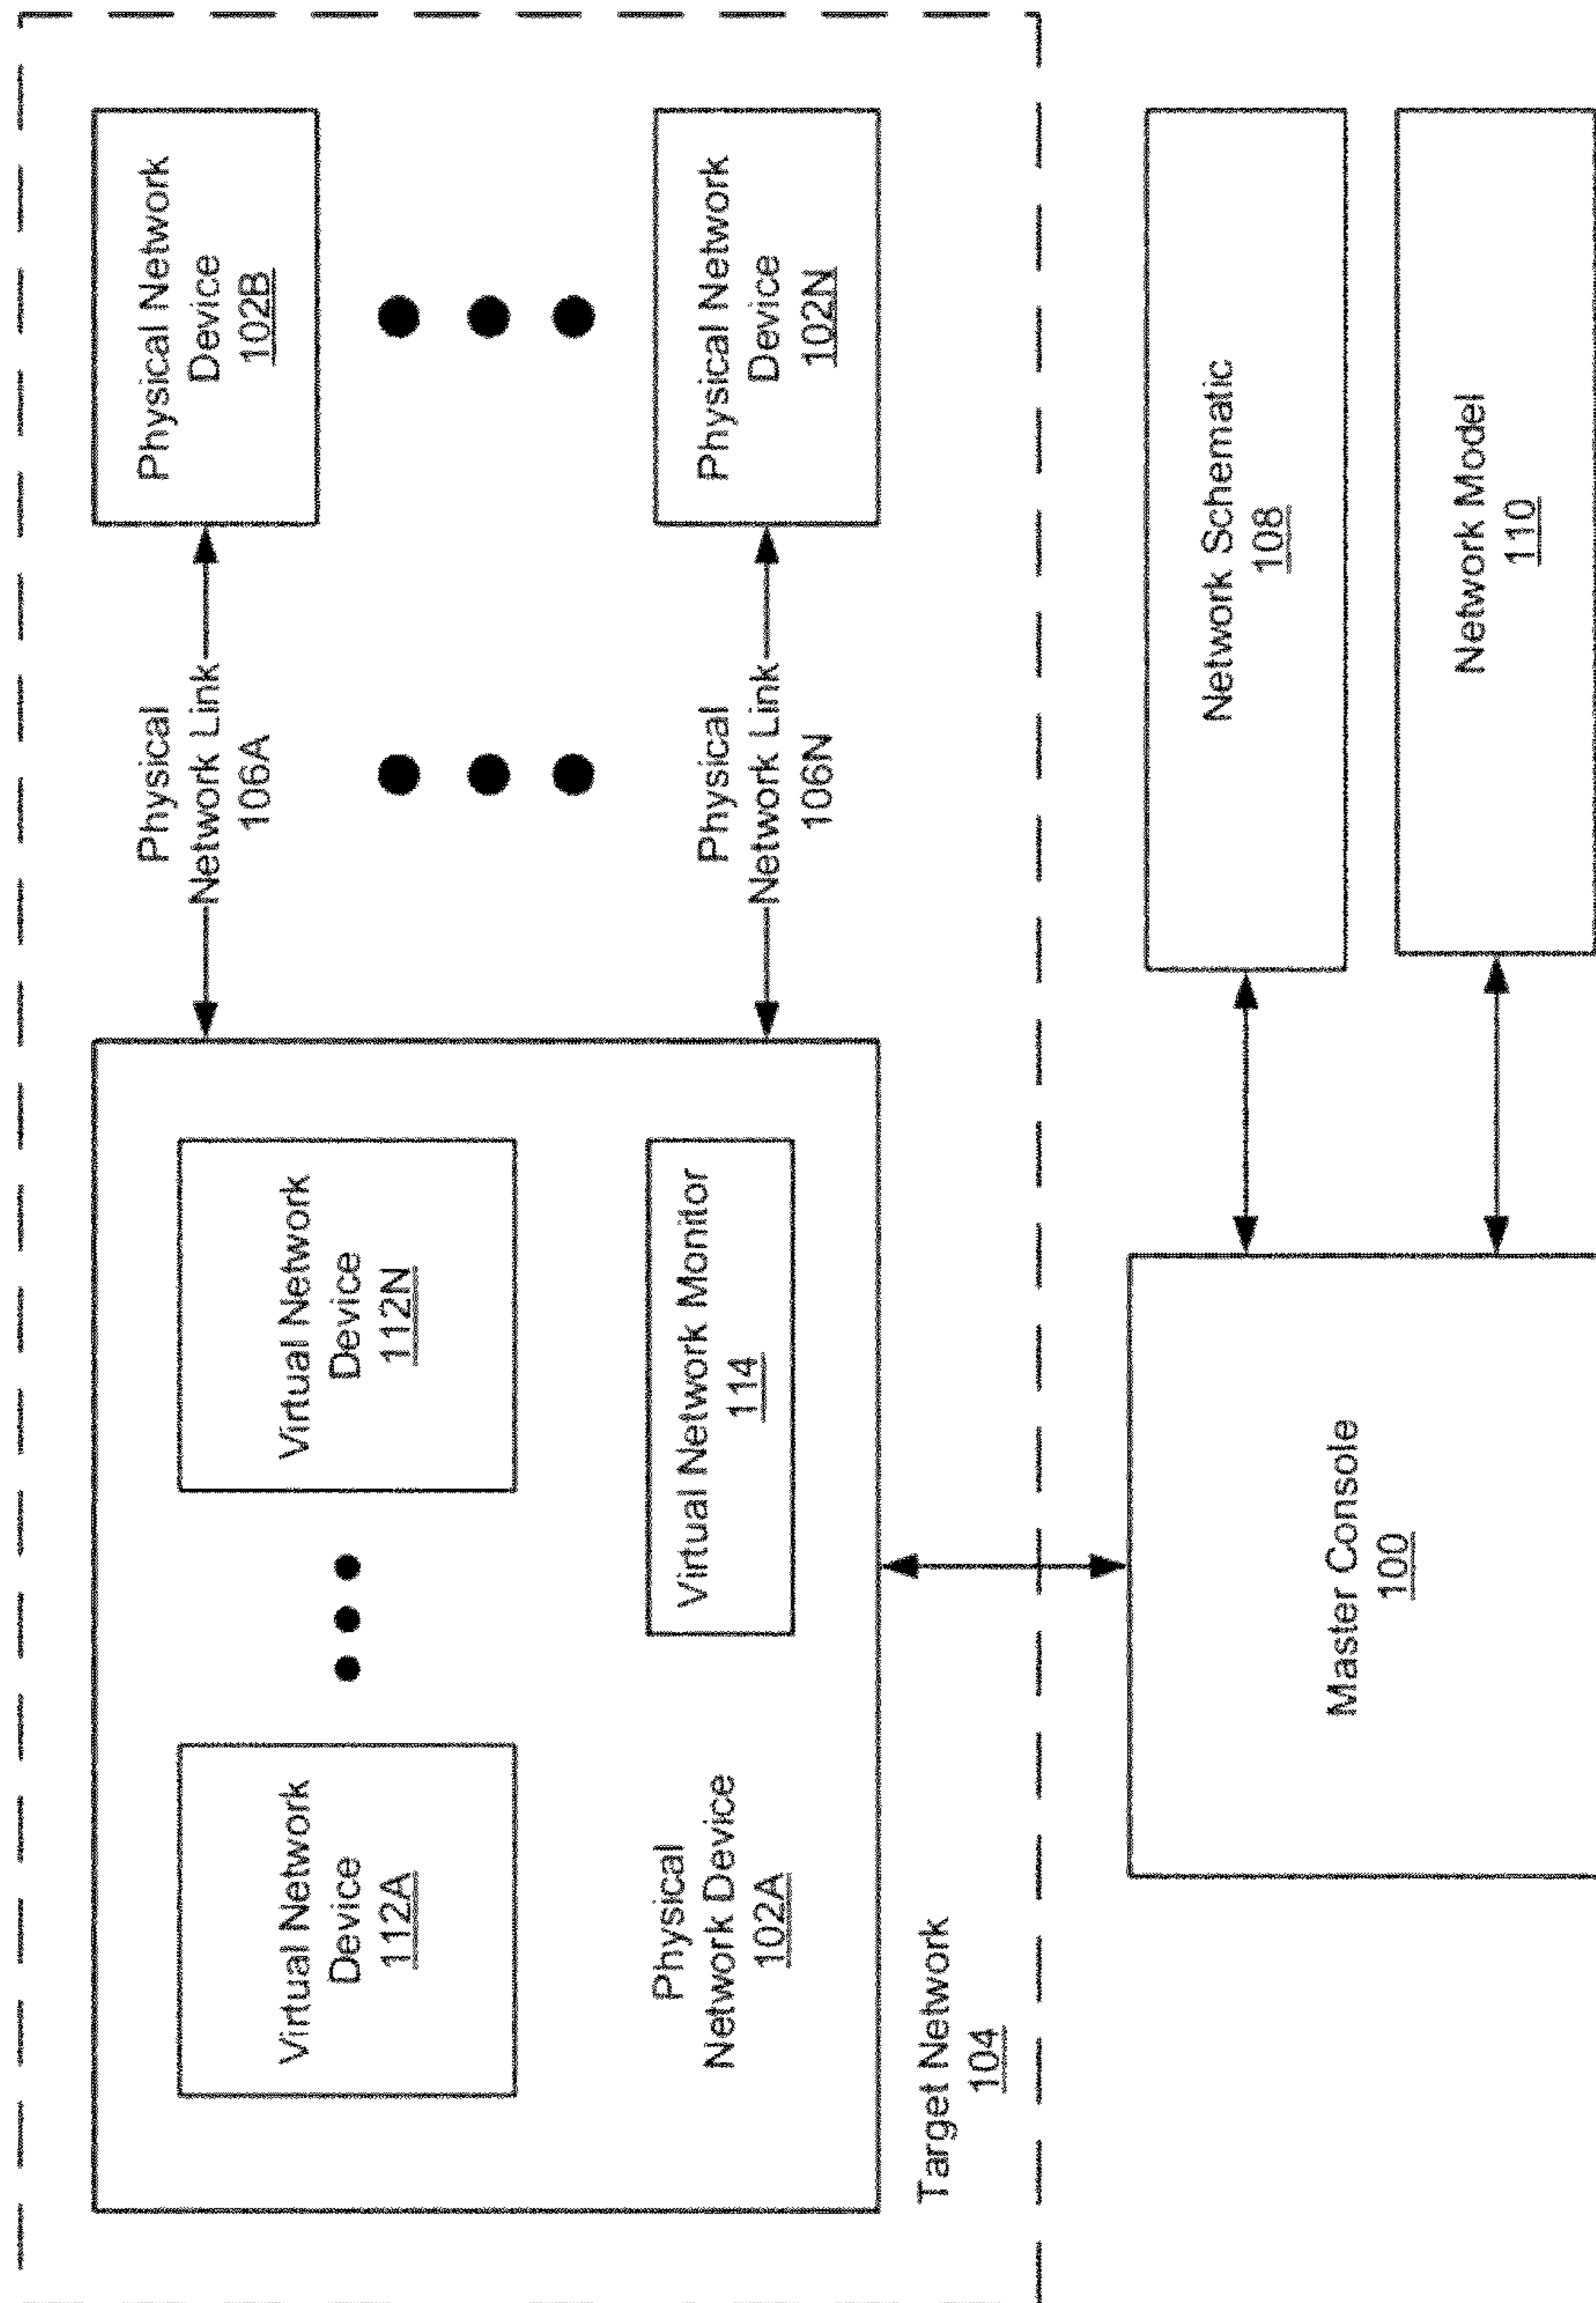 Virtual Network
Device
112A
Virtual Network
Device
112N
Physical
Network Device
102A
Virtual Network Monitor
114
Physical
Network Link
106A
Physical
Network Link
106N
Physical Network
Device
102B
Physical Network
Device
102N
Target Network
104
Master Console
100
Network Schematic
108
Network Model
110